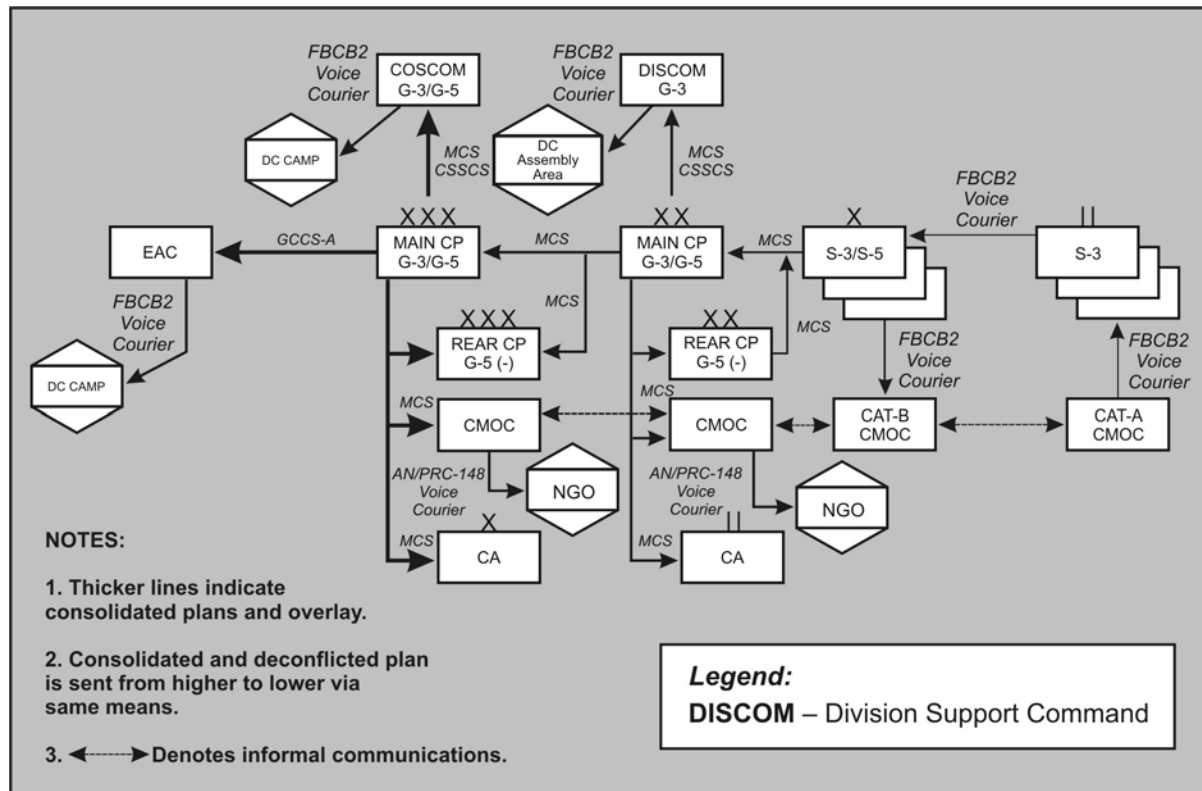 FBCB2
Voice
Courier
COSCOM
G-3/G-5
FBCB2
Voice
Courier
DISCOM
G-3
DC CAMP
MCS
CSSCS
DC
Assembly
Area
MCS
CSSCS
FBCB2
Voice
Courier
X X X
X X
X
II
EAC
GCCS-A
MAIN CP
G-3/G-5
MCS
MAIN CP
G-3/G-5
MCS
S-3/S-5
S-3
FBCB2
Voice
Courier
MCS
MCS
X X X
REAR CP
G-5 (-)
X X
REAR CP
G-5 (-)
FBCB2
Voice
Courier
FBCB2
Voice
Courier
DC CAMP
MCS
CMOC
MCS
CMOC
CAT-B
CMOC
CAT-A
CMOC
AN/PRC-148
Voice
Courier
NGO
AN/PRC-148
Voice
Courier
NGO
X
MCS
CA
II
MCS
CA
NOTES:
1. Thicker lines indicate
consolidated plans and overlay.
2. Consolidated and deconflicted plan
is sent from higher to lower via
same means.
3. Denotes informal communications.
Legend:
DISCOM – Division Support Command